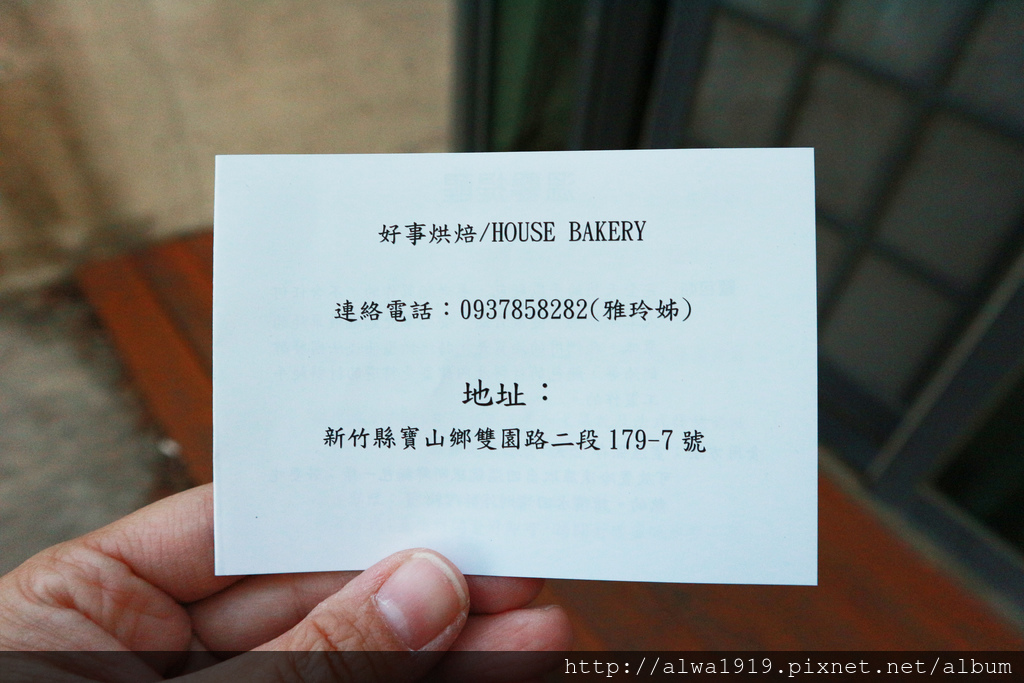 好事烘焙/HOUSE BAKERY
連絡電話：0937858282(雅玲姊)
地址：
新竹縣寶山鄉雙園路二段179-7號
http://alwa1919.pixnet.net/album